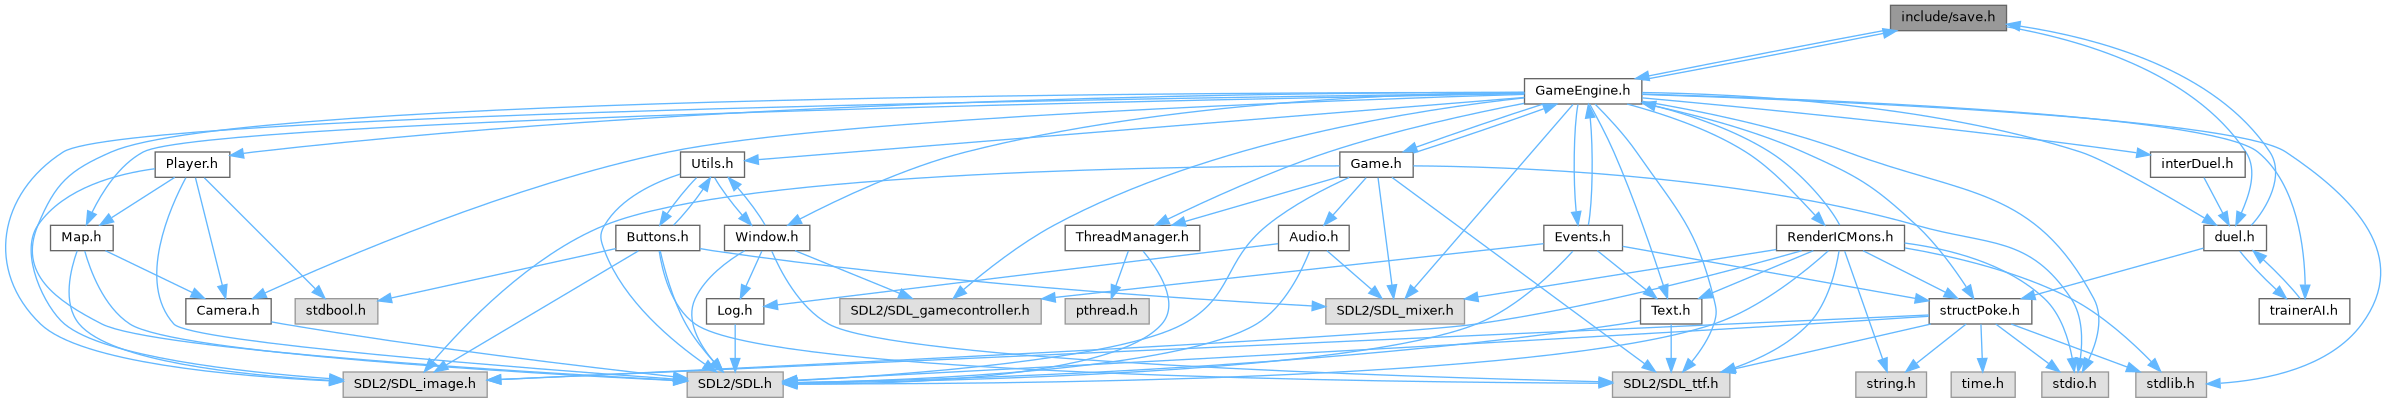 include/save.h
GameEngine.h
Player.h
Utils.h
Game.h
interDuel.h
Map.h
Buttons.h
Window.h
ThreadManager.h
Audio.h
Events.h
RenderICMons.h
duel.h
Camera.h
stdbool.h
Log.h
SDL2/SDL_gamecontroller.h
pthread.h
SDL2/SDL_mixer.h
Text.h
structPoke.h
trainerAI.h
SDL2/SDL_image.h
SDL2/SDL.h
SDL2/SDL_ttf.h
string.h
time.h
stdio.h
stdlib.h